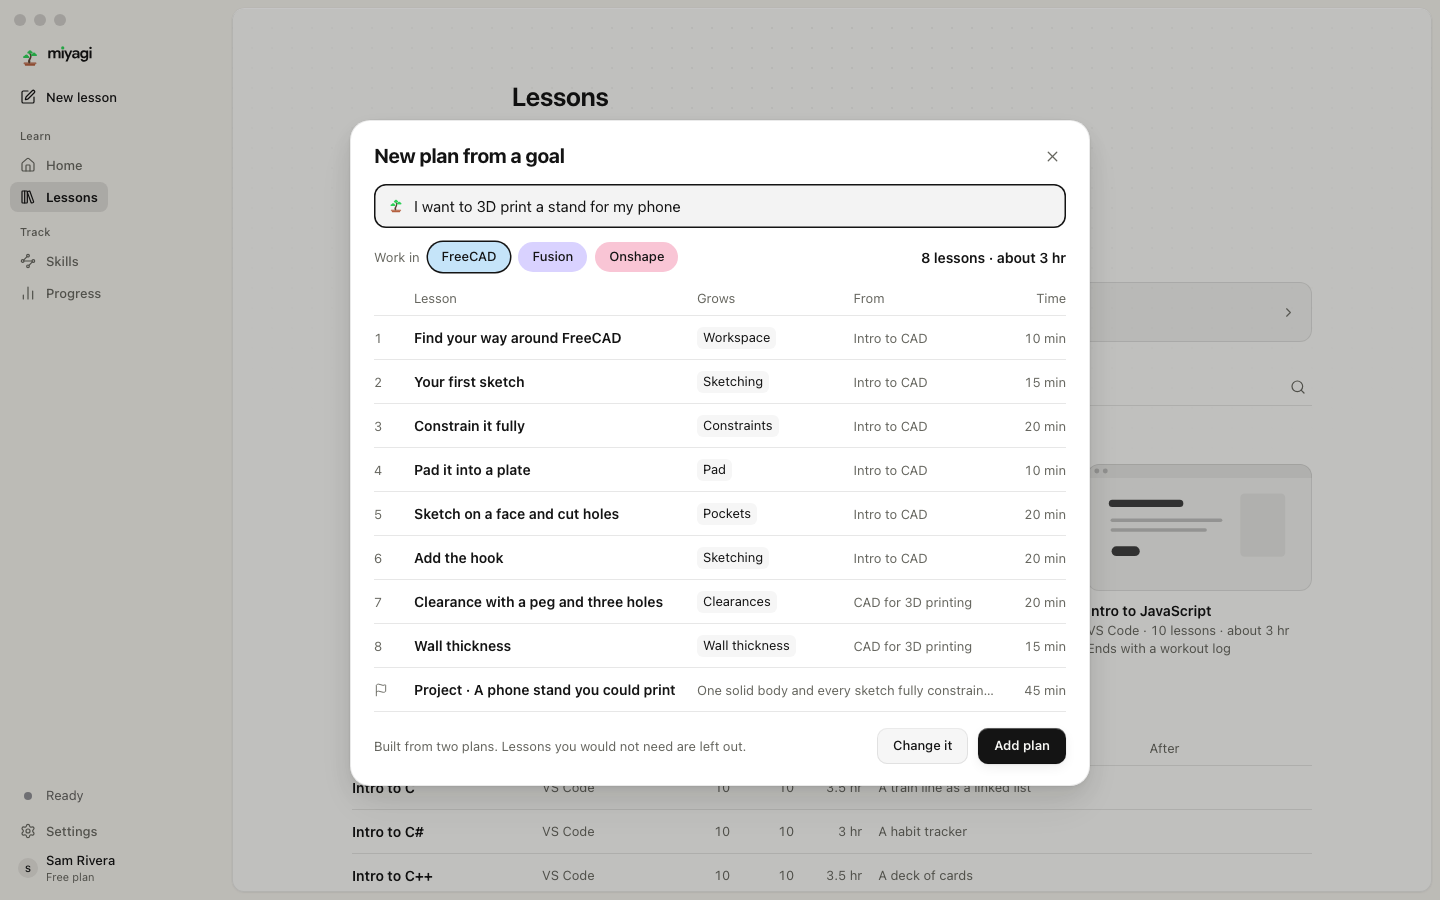 miyagi
New lesson
Learn
Home
Lessons
Track
Skills
Progress
Ready
Settings
S
Sam Rivera
Free plan
Lessons
New plan from a goal
I want to 3D print a stand for my phone
Work in FreeCAD Fusion Onshape 8 lessons · about 3 hr
Lesson Grows From Time
1 Find your way around FreeCAD Workspace Intro to CAD 10 min
2 Your first sketch Sketching Intro to CAD 15 min
3 Constrain it fully Constraints Intro to CAD 20 min
4 Pad it into a plate Pad Intro to CAD 10 min
5 Sketch on a face and cut holes Pockets Intro to CAD 20 min
6 Add the hook Sketching Intro to CAD 20 min
7 Clearance with a peg and three holes Clearances CAD for 3D printing 20 min
8 Wall thickness Wall thickness CAD for 3D printing 15 min
Project · A phone stand you could print One solid body and every sketch fully constrain... 45 min
Built from two plans. Lessons you would not need are left out. Change it Add plan
ntro to JavaScript
VS Code · 10 lessons · about 3 hr
Ends with a workout log
After
Intro to C VS Code 10 10 3.5 hr A train line as a linked list
Intro to C# VS Code 10 10 3 hr A habit tracker
Intro to C++ VS Code 10 10 3.5 hr A deck of cards